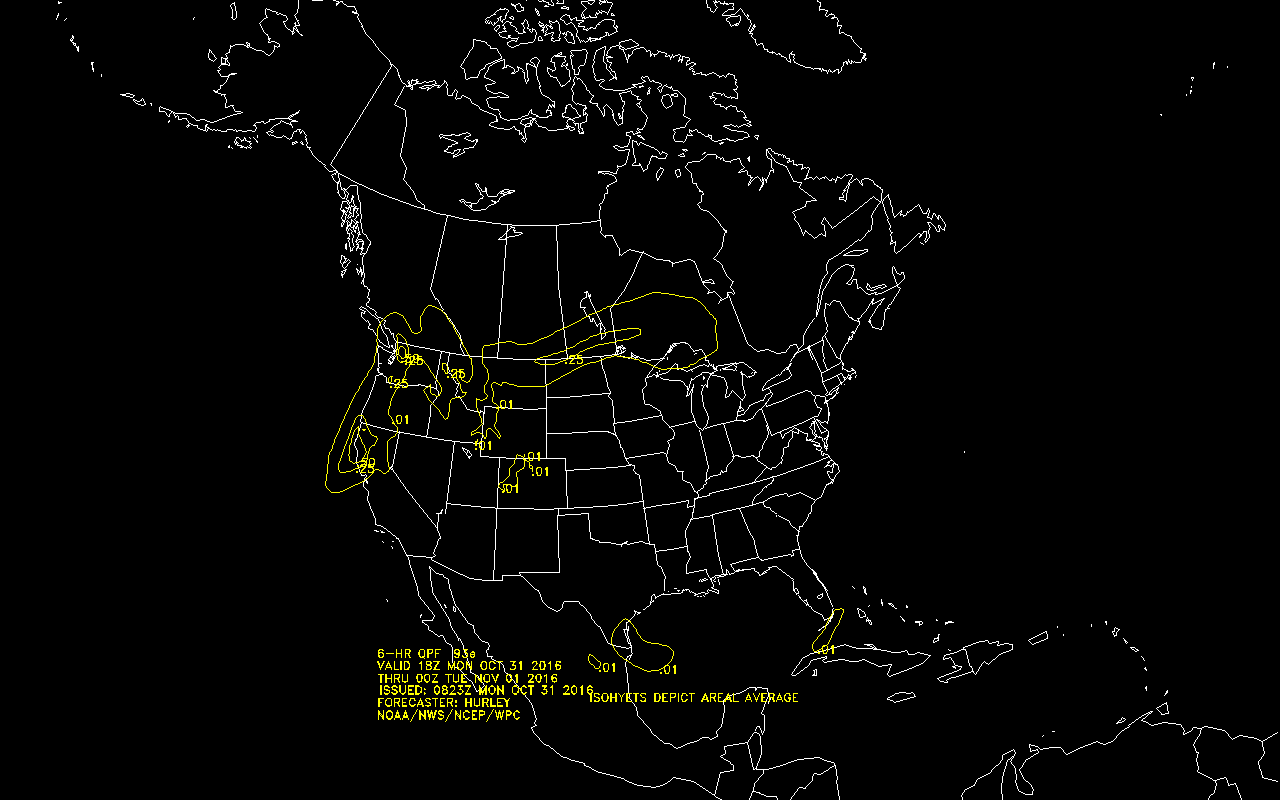 .25
.25
.25
.25
.01
.01
.01
.50
.25
.01
.01
.01
.01
.01
.01
6-HR QPF 93e
VALID 18Z MON OCT 31 2016
THRU 00Z TUE NOV 01 2016
ISSUED: 0823Z MON OCT 31 2016
ISOHYETS DEPICT AREAL AVERAGE
FORECASTER: HURLEY
NOAA/NWS/NCEP/WPC